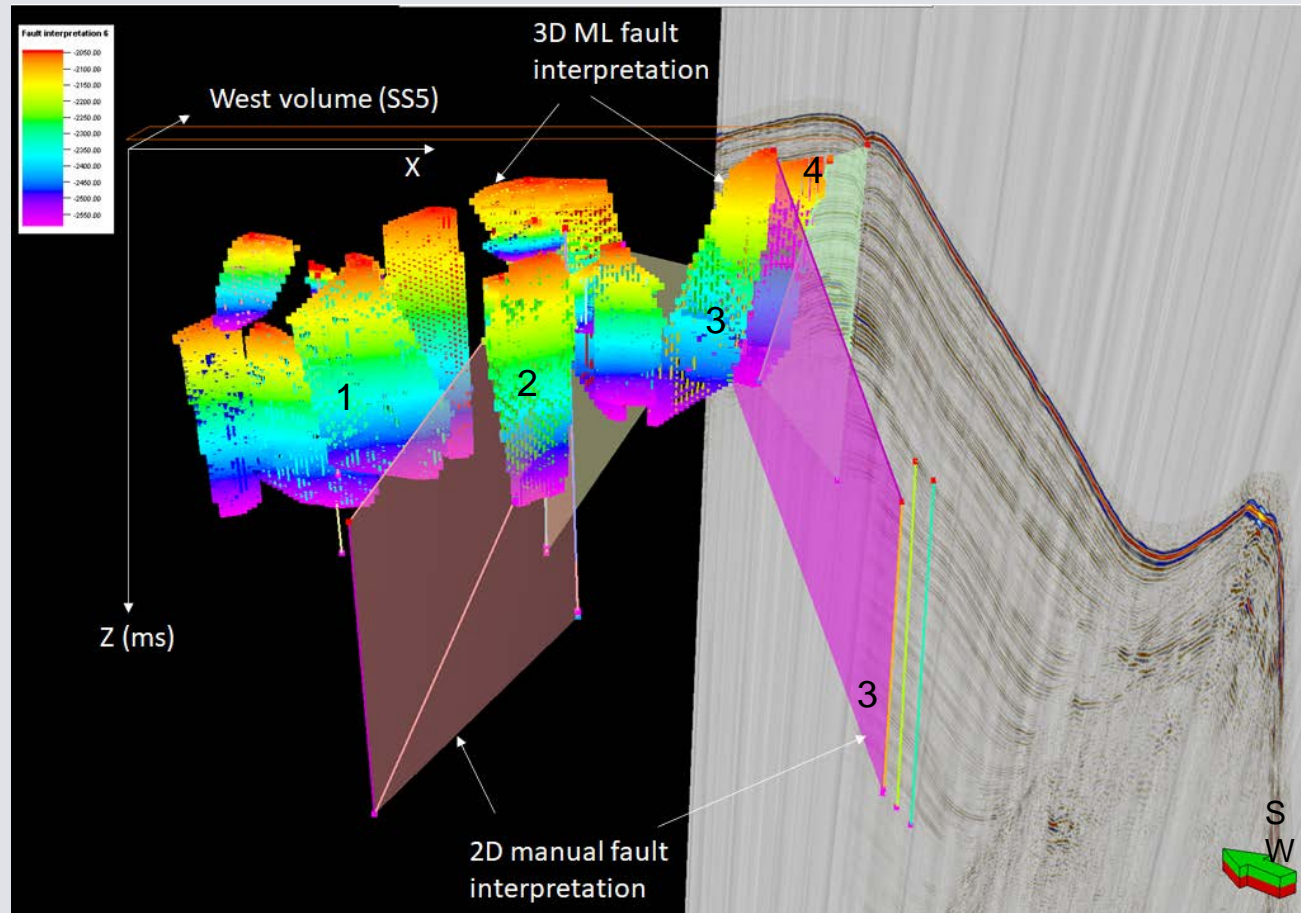 Fault interpretation 6
-2050.00
-2100.00
-2150.00
-2200.00
-2250.00
-2300.00
-2350.00
-2400.00
-2450.00
-2500.00
-2550.00
3D ML fault
interpretation
West volume (SS5)
X
4
3
1
2
Z (ms)
3
2D manual fault
interpretation
S
W